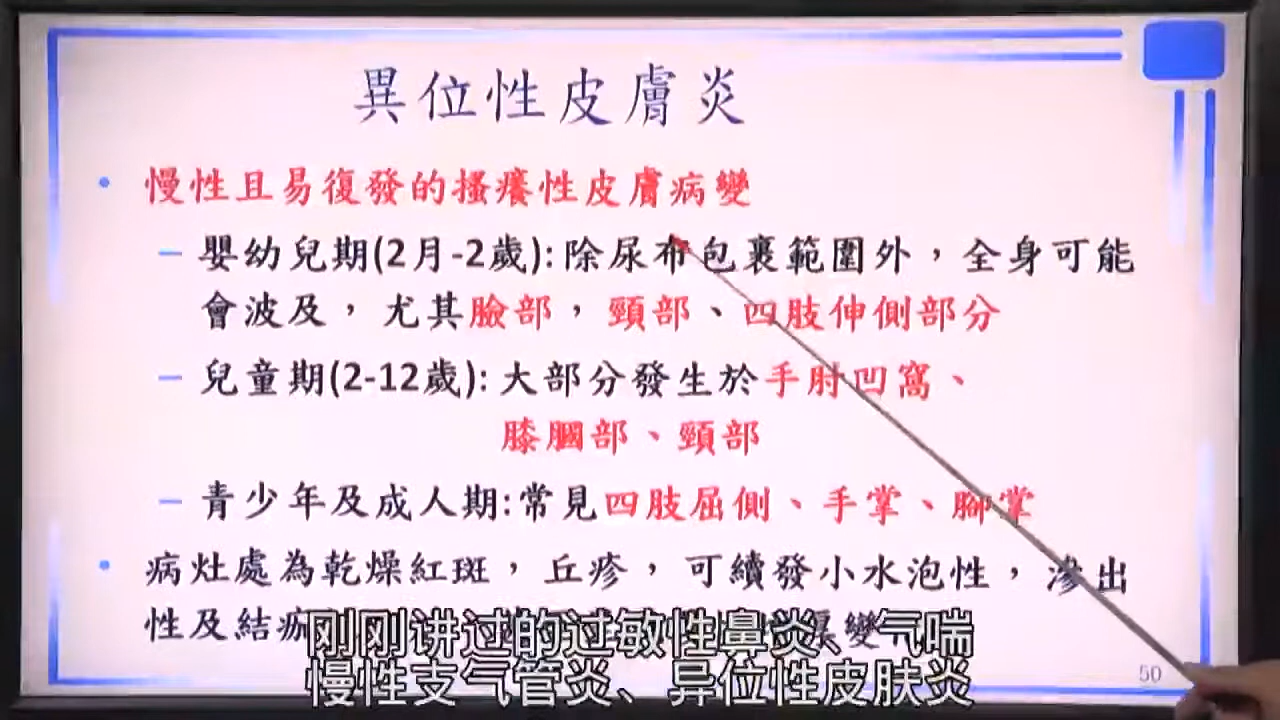 異位性皮膚炎
• 慢性且易復發的搔癢性皮膚病變
– 嬰幼兒期(2月-2歲):除尿布包裹範圍外，全身可能
會波及，尤其臉部，頸部、四肢伸側部分
– 兒童期(2-12歲):大部分發生於手肘凹窩、
膝膕部、頸部
– 青少年及成人期:常見四肢屈側、手掌、腳掌
• 病灶處為乾燥紅斑，丘疹，可續發小水泡性，滲出
性及結痂
變
刚刚讲过的过敏性鼻炎、气喘
慢性支气管炎、异位性皮肤炎
50